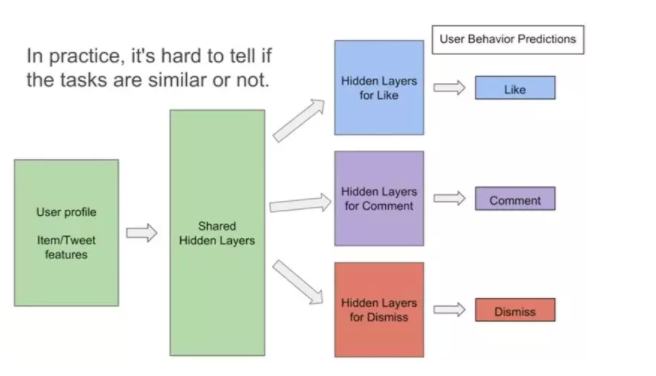 In practice, it's hard to tell if
the tasks are similar or not.
User Behavior Predictions
User profile
Item/Tweet
features
Shared
Hidden Layers
Hidden Layers
for Like
Like
Hidden Layers
for Comment
Comment
Hidden Layers
for Dismiss
Dismiss